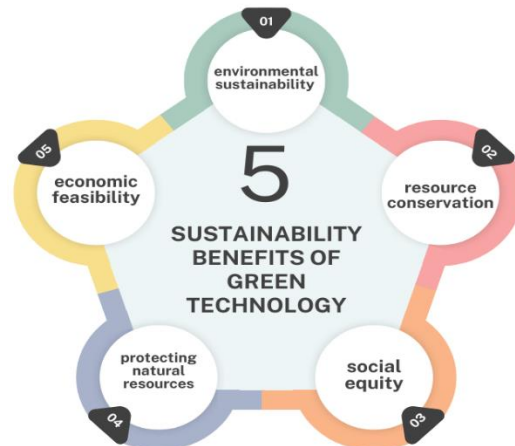 01
environmental
sustainability
02
resource
conservation
03
social
equity
04
protecting
natural
resources
05
economic
feasibility
5
SUSTAINABILITY
BENEFITS OF
GREEN
TECHNOLOGY